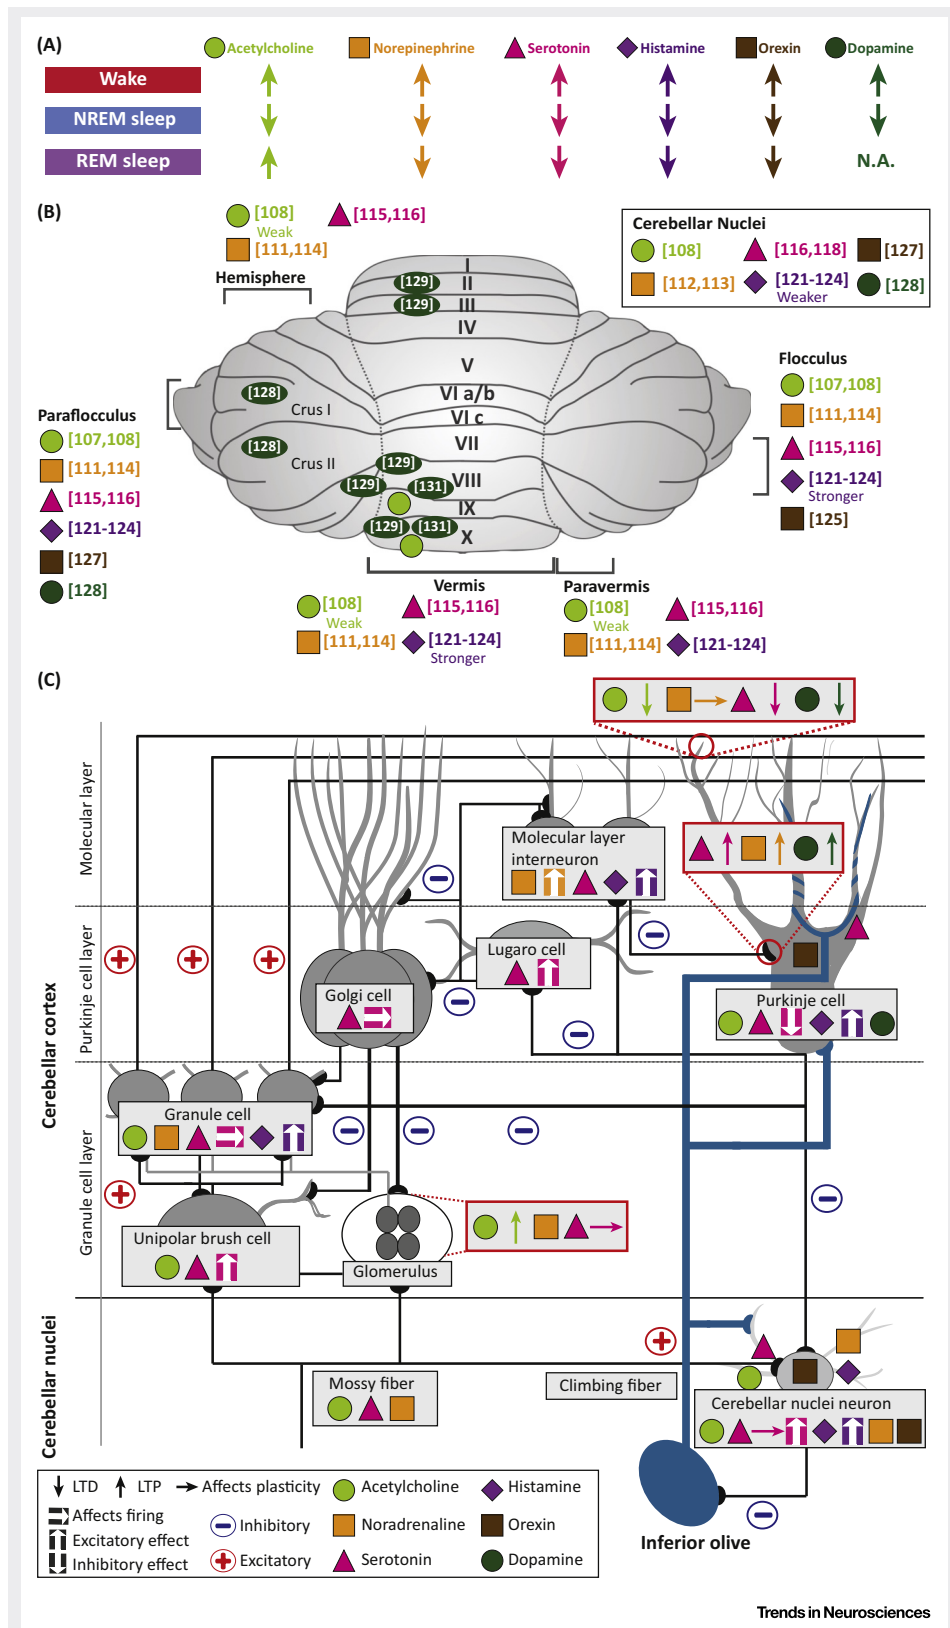 (A)
Acetylcholine Norepinephrine Serotonin Histamine Orexin Dopamine
Wake
NREM sleep
REM sleep N.A.
(B)
[108] [115,116]
Weak
[111,114]
Hemisphere
Cerebellar Nuclei
[108] [116,118] [127]
[112,113] [121-124] [128]
Weaker
I
[129] II
[129] III
IV
V
VI a/b
[128]
Crus I
VI c
VII
[128]
Crus II
[129]
[129] [131] VIII
IX
[129] [131] X
Paraflocculus
[107,108]
[111,114]
[115,116]
[121-124]
[127]
[128]
Flocculus
[107,108]
[111,114]
[115,116]
[121-124]
Stronger
[125]
Vermis
[108] [115,116]
Weak
[111,114] [121-124]
Stronger
Paravermis
[108] [115,116]
Weak
[111,114] [121-124]
(C)
Molecular layer
Molecular layer
interneuron
Purkinje cell layer
Lugaro cell
Golgi cell
Purkinje cell
Cerebellar cortex
Granule cell
Granule cell layer
Unipolar brush cell
Glomerulus
Cerebellar nuclei
Mossy fiber
Climbing fiber
Cerebellar nuclei neuron
Inferior olive
LTD LTP Affects plasticity Acetylcholine Histamine
Affects firing
Inhibitory Noradrenaline Orexin
Excitatory effect
Inhibitory effect Excitatory Serotonin Dopamine
Trends in Neurosciences